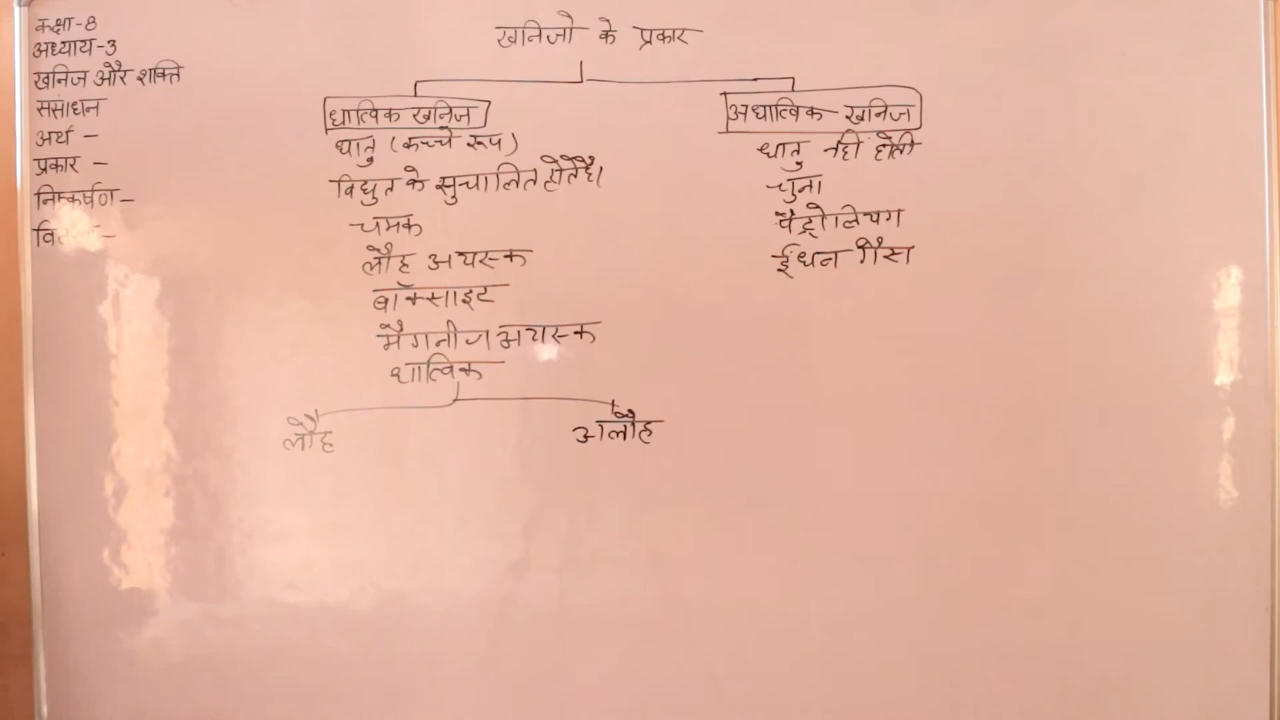 कक्षा-8
अध्याय-3
खनिज और शक्ति
संसाधन
अर्थ -
प्रकार -
निष्कर्षण -
खनिजो के प्रकार
धात्विक खनिज
धातु (कच्चे रूप)
विद्युत के सुचालित होते है।
चमक
लौह अयस्क
बॉक्साइट
मैगनीज अयस्क
धात्विक
लौह
अलौह
अधात्विक खनिज
धातु नही होती
चुना
पैट्रोलियम
ईधन गैस